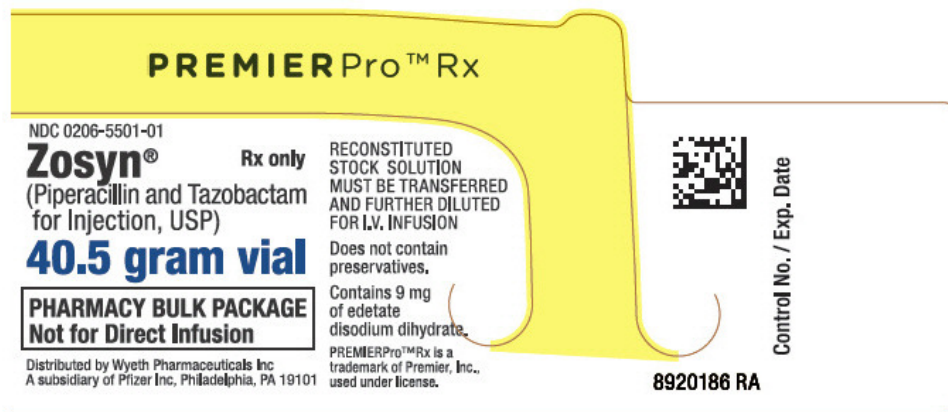 PREMIERPro™ Rx
NDC 0206-5501-01
Zosyn® Rx only
(Piperacillin and Tazobactam
for Injection, USP)
40.5 gram vial
PHARMACY BULK PACKAGE
Not for Direct Infusion
Distributed by Wyeth Pharmaceuticals Inc
A subsidiary of Pfizer Inc, Philadelphia, PA 19101
RECONSTITUTED
STOCK SOLUTION
MUST BE TRANSFERRED
AND FURTHER DILUTED
FOR I.V. INFUSION
Does not contain
preservatives.
Contains 9 mg
of edetate
disodium dihydrate.
PREMIERPro™Rx is a
trademark of Premier, Inc.,
used under license.
8920186 RA
Control No. / Exp. Date